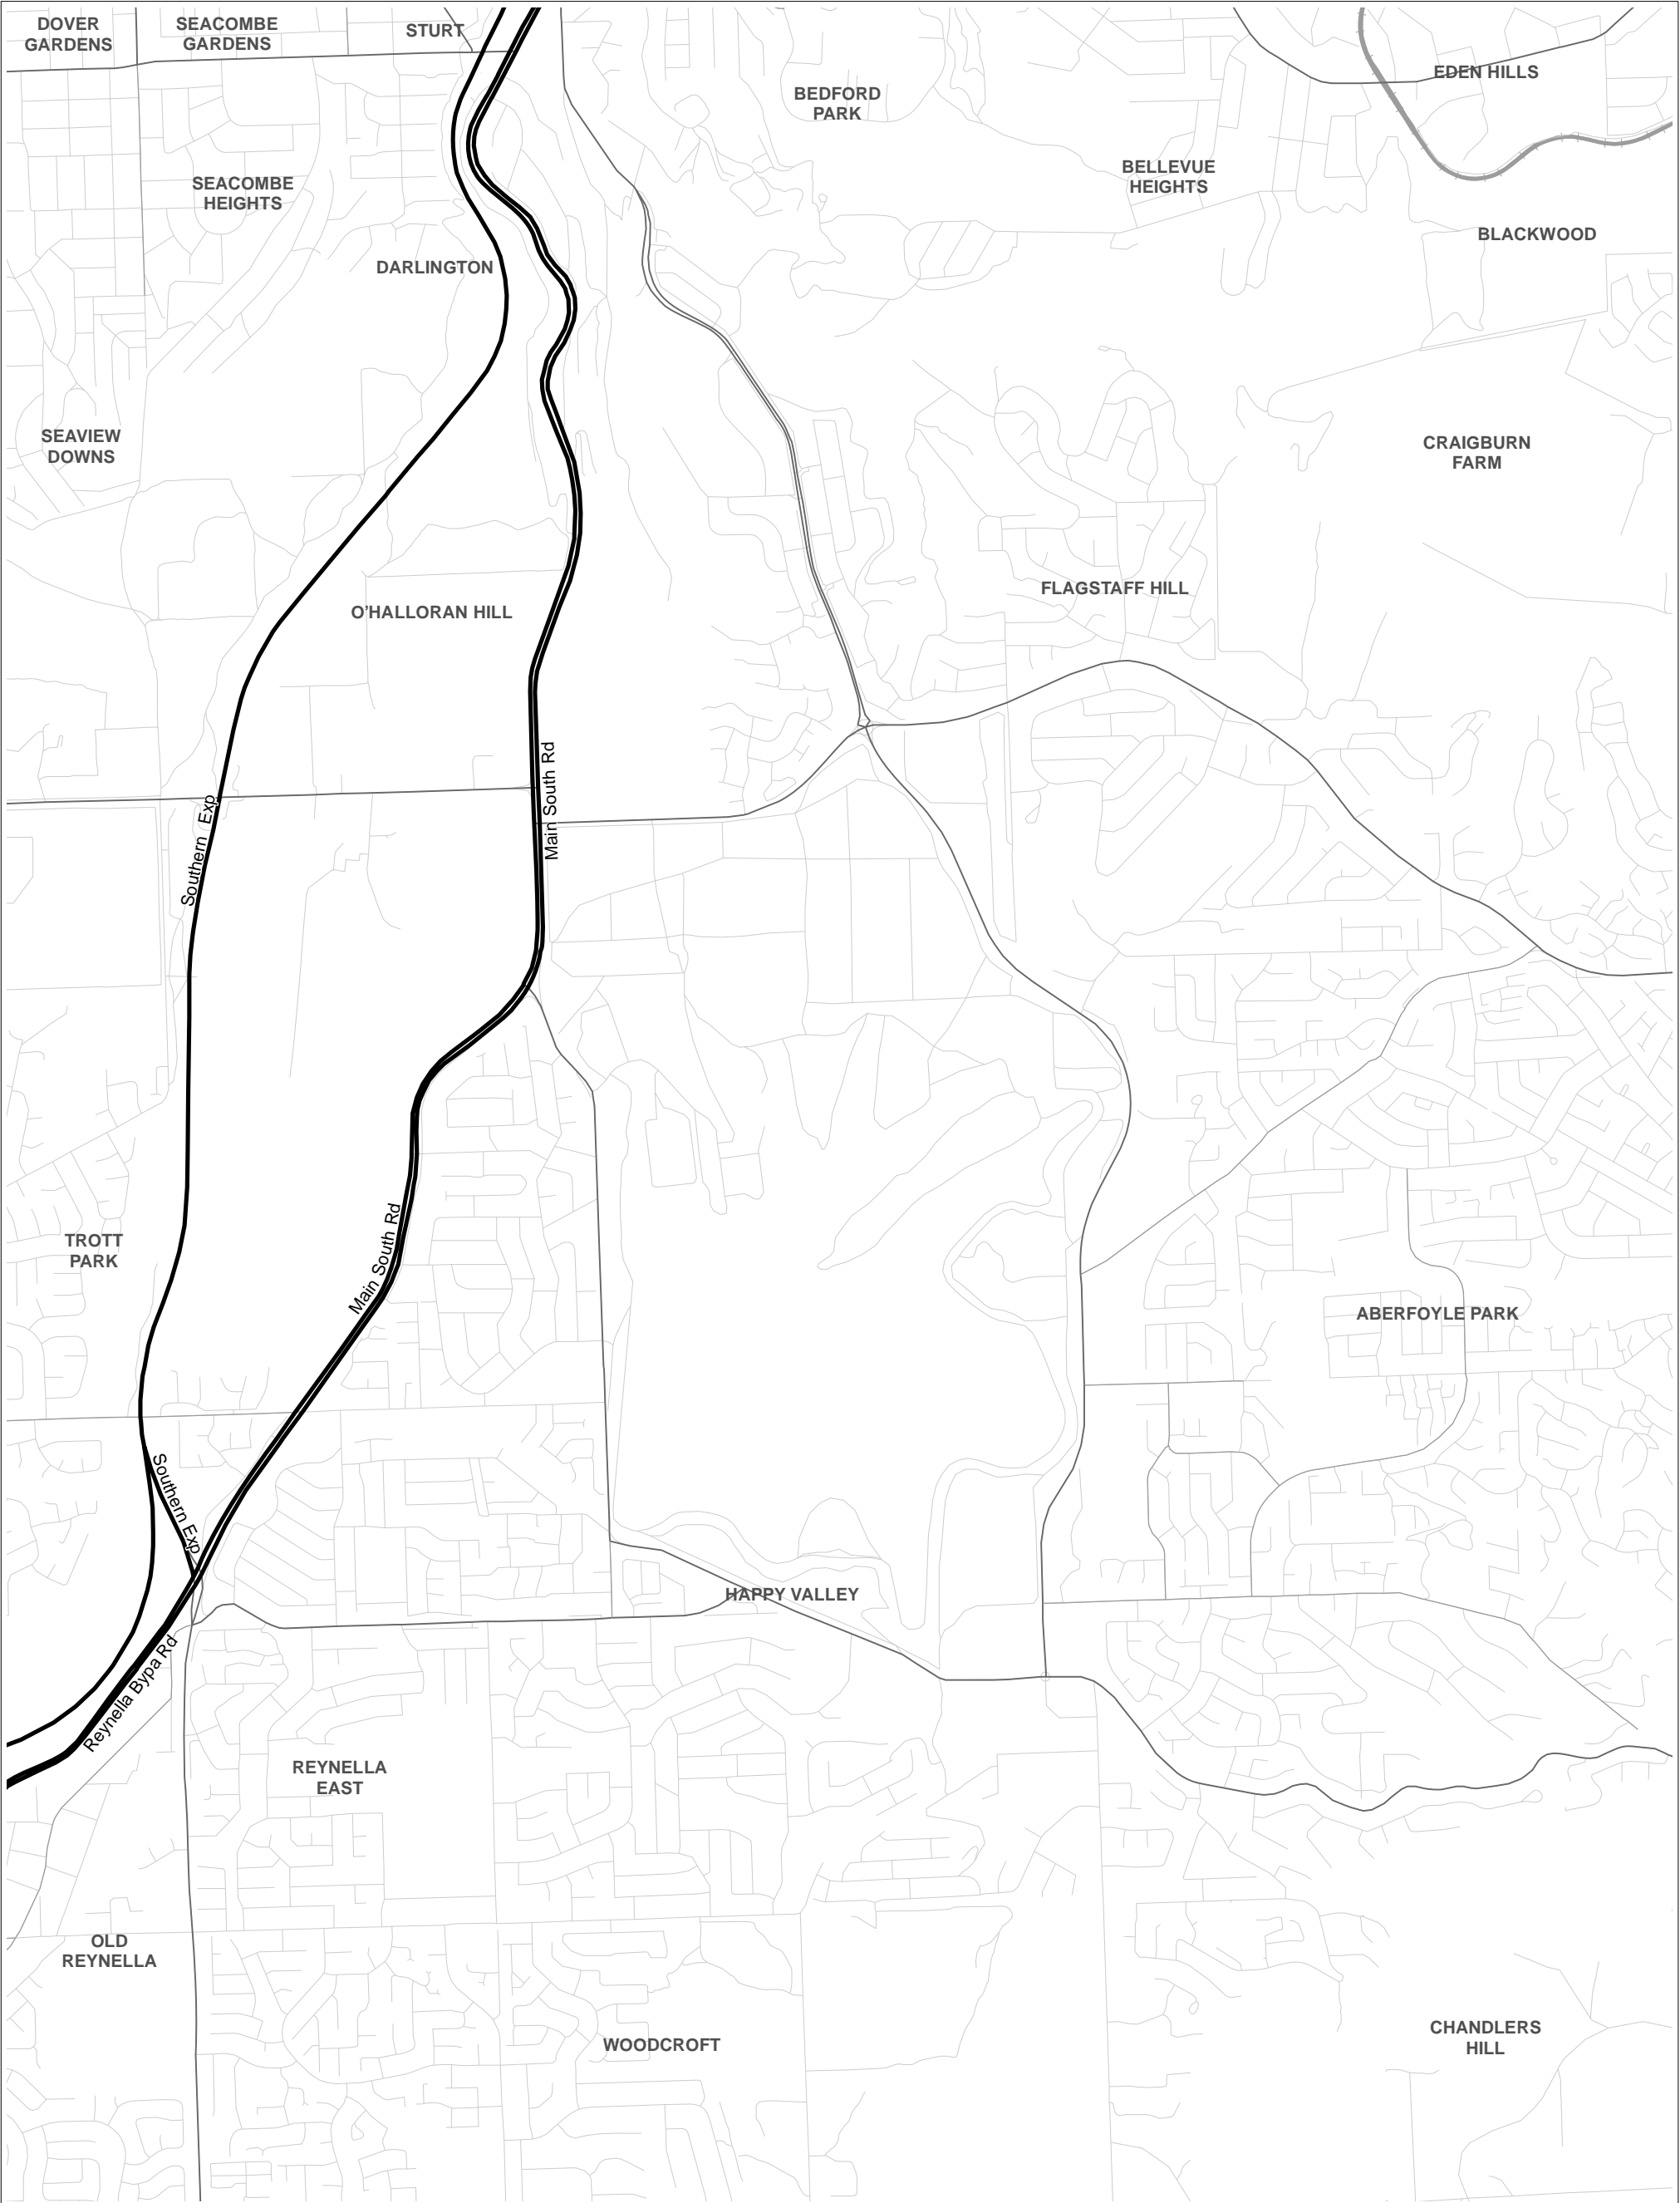 DOVER
GARDENS
SEACOMBE
GARDENS
STURT
EDEN HILLS
BEDFORD
PARK
BELLEVUE
HEIGHTS
SEACOMBE
HEIGHTS
BLACKWOOD
DARLINGTON
SEAVIEW
DOWNS
CRAIGBURN
FARM
FLAGSTAFF HILL
O'HALLORAN HILL
Main South Rd
Southern Exp
Main South Rd
TROTT
PARK
ABERFOYLE PARK
Southern Exp
HAPPY VALLEY
Reynella Bypa Rd
REYNELLA
EAST
OLD
REYNELLA
WOODCROFT
CHANDLERS
HILL